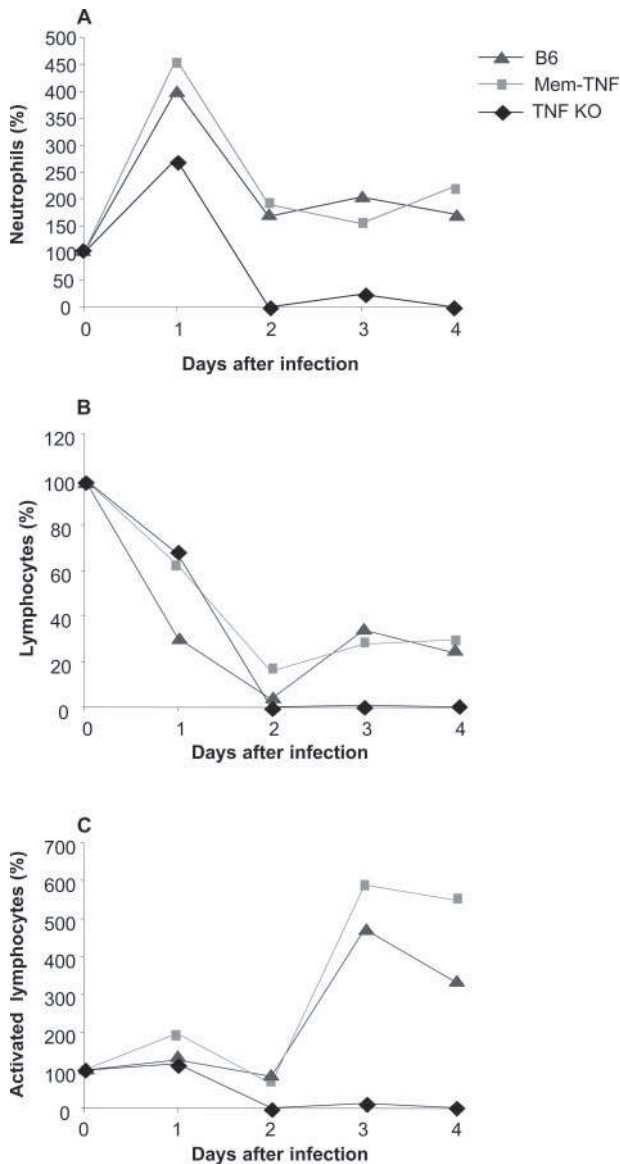 A
500
450
400
350
300
250
200
150
100
50
0
Neutrophils (%)
0 1 2 3 4
Days after infection
B6
Mem-TNF
TNF KO
B
120
100
80
60
40
20
0
Lymphocytes (%)
0 1 2 3 4
Days after infection
C
700
600
500
400
300
200
100
0
Activated lymphocytes (%)
0 1 2 3 4
Days after infection